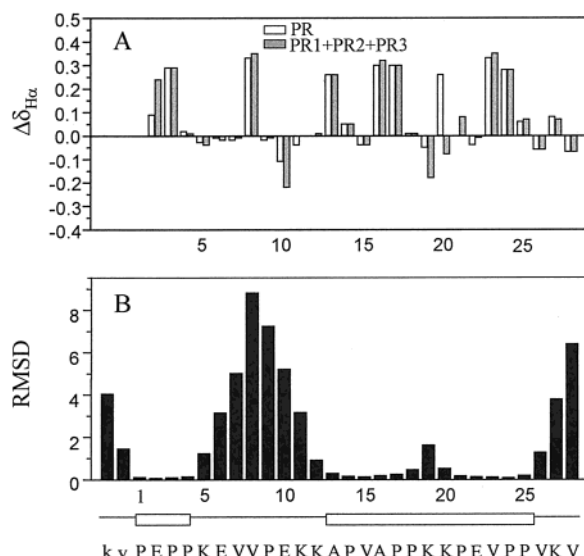 A
PR
PR1+PR2+PR3
ΔδHα
0.5
0.4
0.3
0.2
0.1
0.0
-0.1
-0.2
-0.3
-0.4
5 10 15 20 25
B
RMSD
8
6
4
2
0
1 5 10 15 20 25
k v P E P P K E V V P E K K A P V A P P K K P E V P P V K V